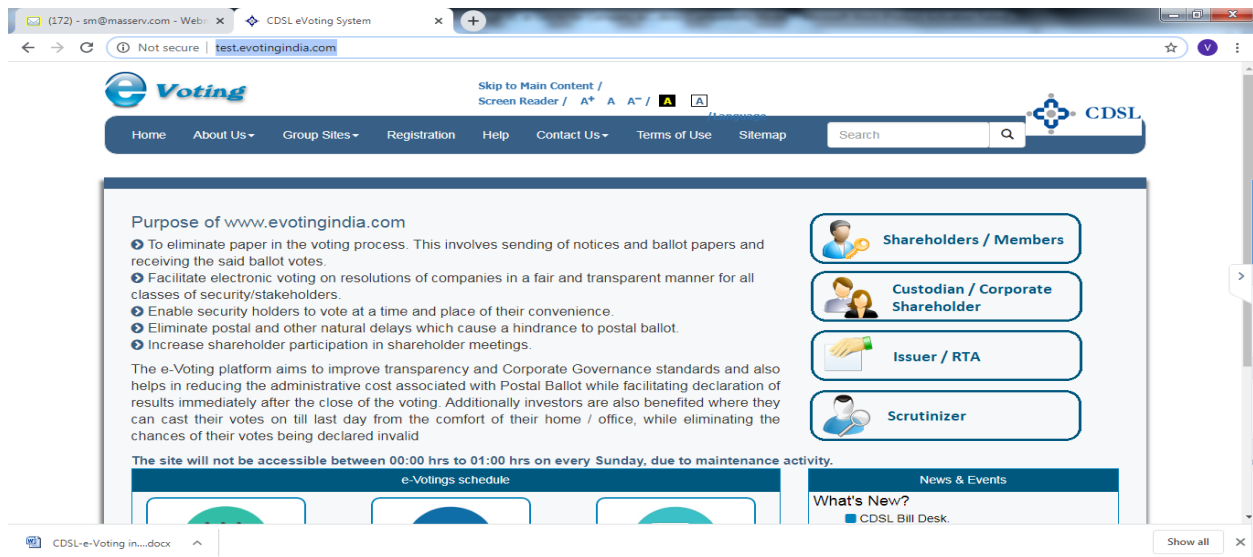 (172) - sm@masserv.com - Webm
CDSL eVoting System
Not secure | test.evotingindia.com
V
e Voting
Skip to Main Content /
Screen Reader / A+ A A- / A A
/Language
CDSL
Home About Us Group Sites Registration Help Contact Us Terms of Use Sitemap Search
Purpose of www.evotingindia.com
To eliminate paper in the voting process. This involves sending of notices and ballot papers and
receiving the said ballot votes.
Facilitate electronic voting on resolutions of companies in a fair and transparent manner for all
classes of security/stakeholders.
Enable security holders to vote at a time and place of their convenience.
Eliminate postal and other natural delays which cause a hindrance to postal ballot.
Increase shareholder participation in shareholder meetings.
The e-Voting platform aims to improve transparency and Corporate Governance standards and also
helps in reducing the administrative cost associated with Postal Ballot while facilitating declaration of
results immediately after the close of the voting. Additionally investors are also benefited where they
can cast their votes on till last day from the comfort of their home / office, while eliminating the
chances of their votes being declared invalid
Shareholders / Members
Custodian / Corporate
Shareholder
Issuer / RTA
Scrutinizer
The site will not be accessible between 00:00 hrs to 01:00 hrs on every Sunday, due to maintenance activity.
e-Votings schedule
News & Events
What's New?
CDSL Bill Desk.
CDSL-e-Voting in....docx
Show all